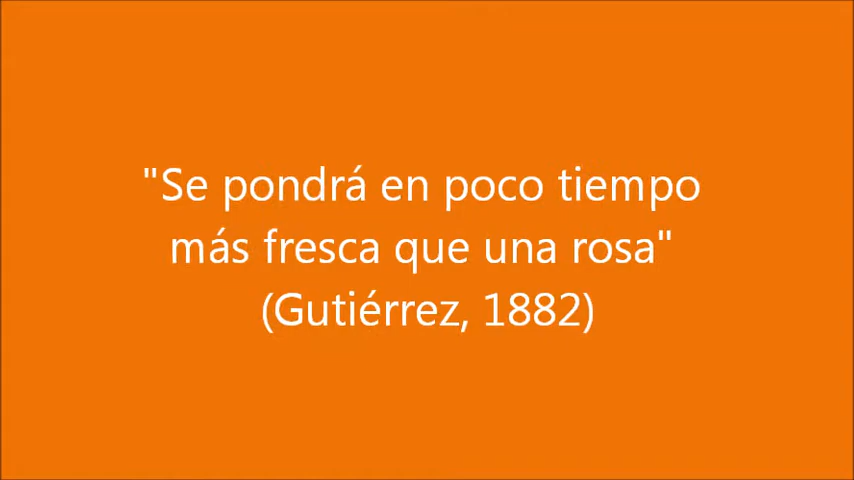 "Se pondrá en poco tiempo
más fresca que una rosa"
(Gutiérrez, 1882)